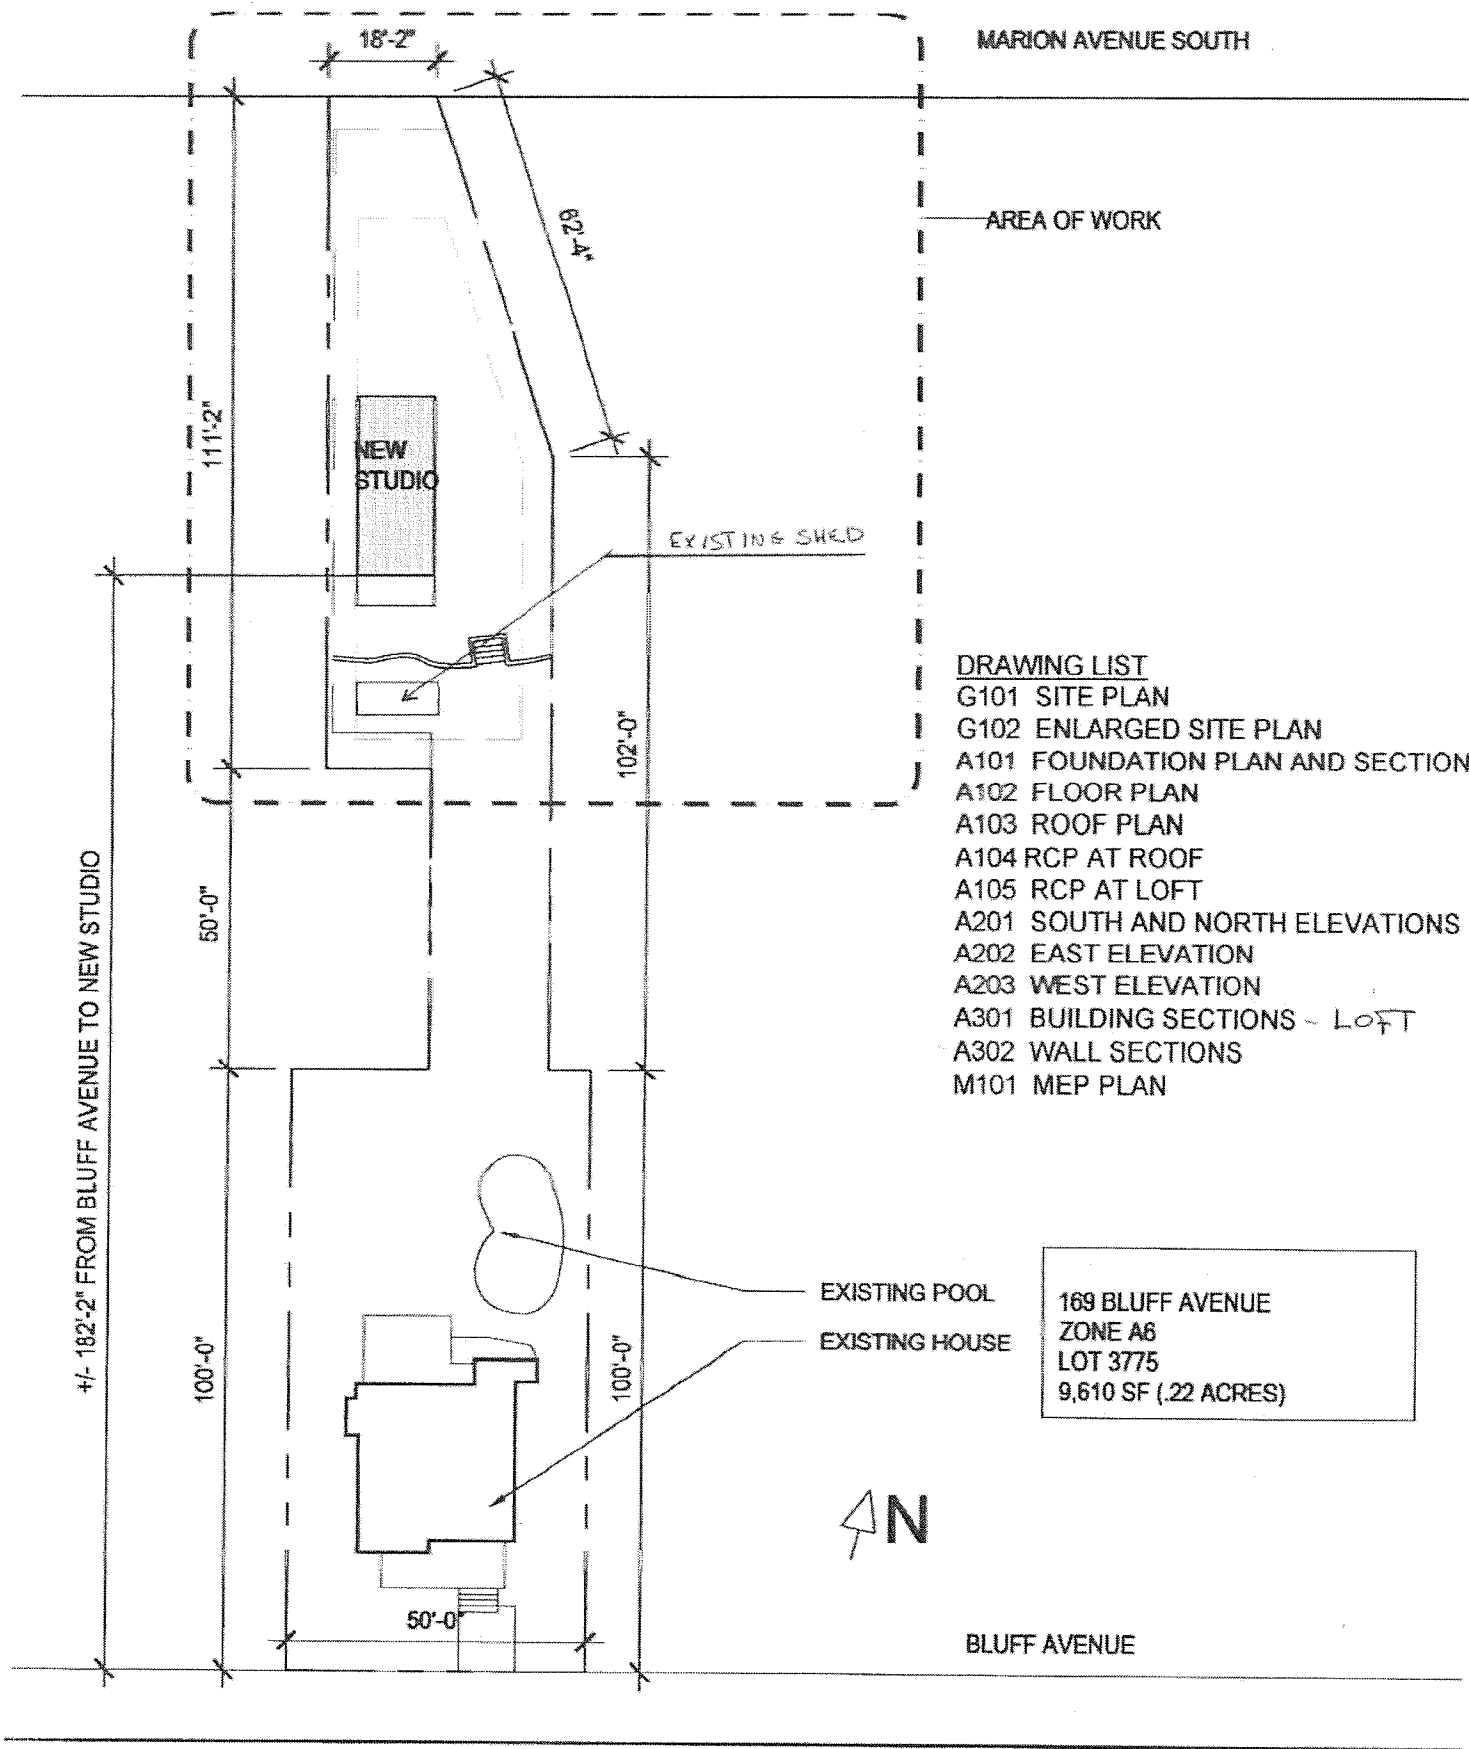 18'-2"
MARION AVENUE SOUTH
62'-4"
AREA OF WORK
111'-2"
NEW
STUDIO
EXISTING SHED
DRAWING LIST
G101 SITE PLAN
G102 ENLARGED SITE PLAN
A101 FOUNDATION PLAN AND SECTION
A102 FLOOR PLAN
A103 ROOF PLAN
A104 RCP AT ROOF
A105 RCP AT LOFT
A201 SOUTH AND NORTH ELEVATIONS
A202 EAST ELEVATION
A203 WEST ELEVATION
A301 BUILDING SECTIONS - LOFT
A302 WALL SECTIONS
M101 MEP PLAN
102'-0"
50'-0"
+/- 182'-2" FROM BLUFF AVENUE TO NEW STUDIO
100'-0"
100'-0"
EXISTING POOL
EXISTING HOUSE
169 BLUFF AVENUE
ZONE A6
LOT 3775
9,610 SF (.22 ACRES)
N
50'-0"
BLUFF AVENUE